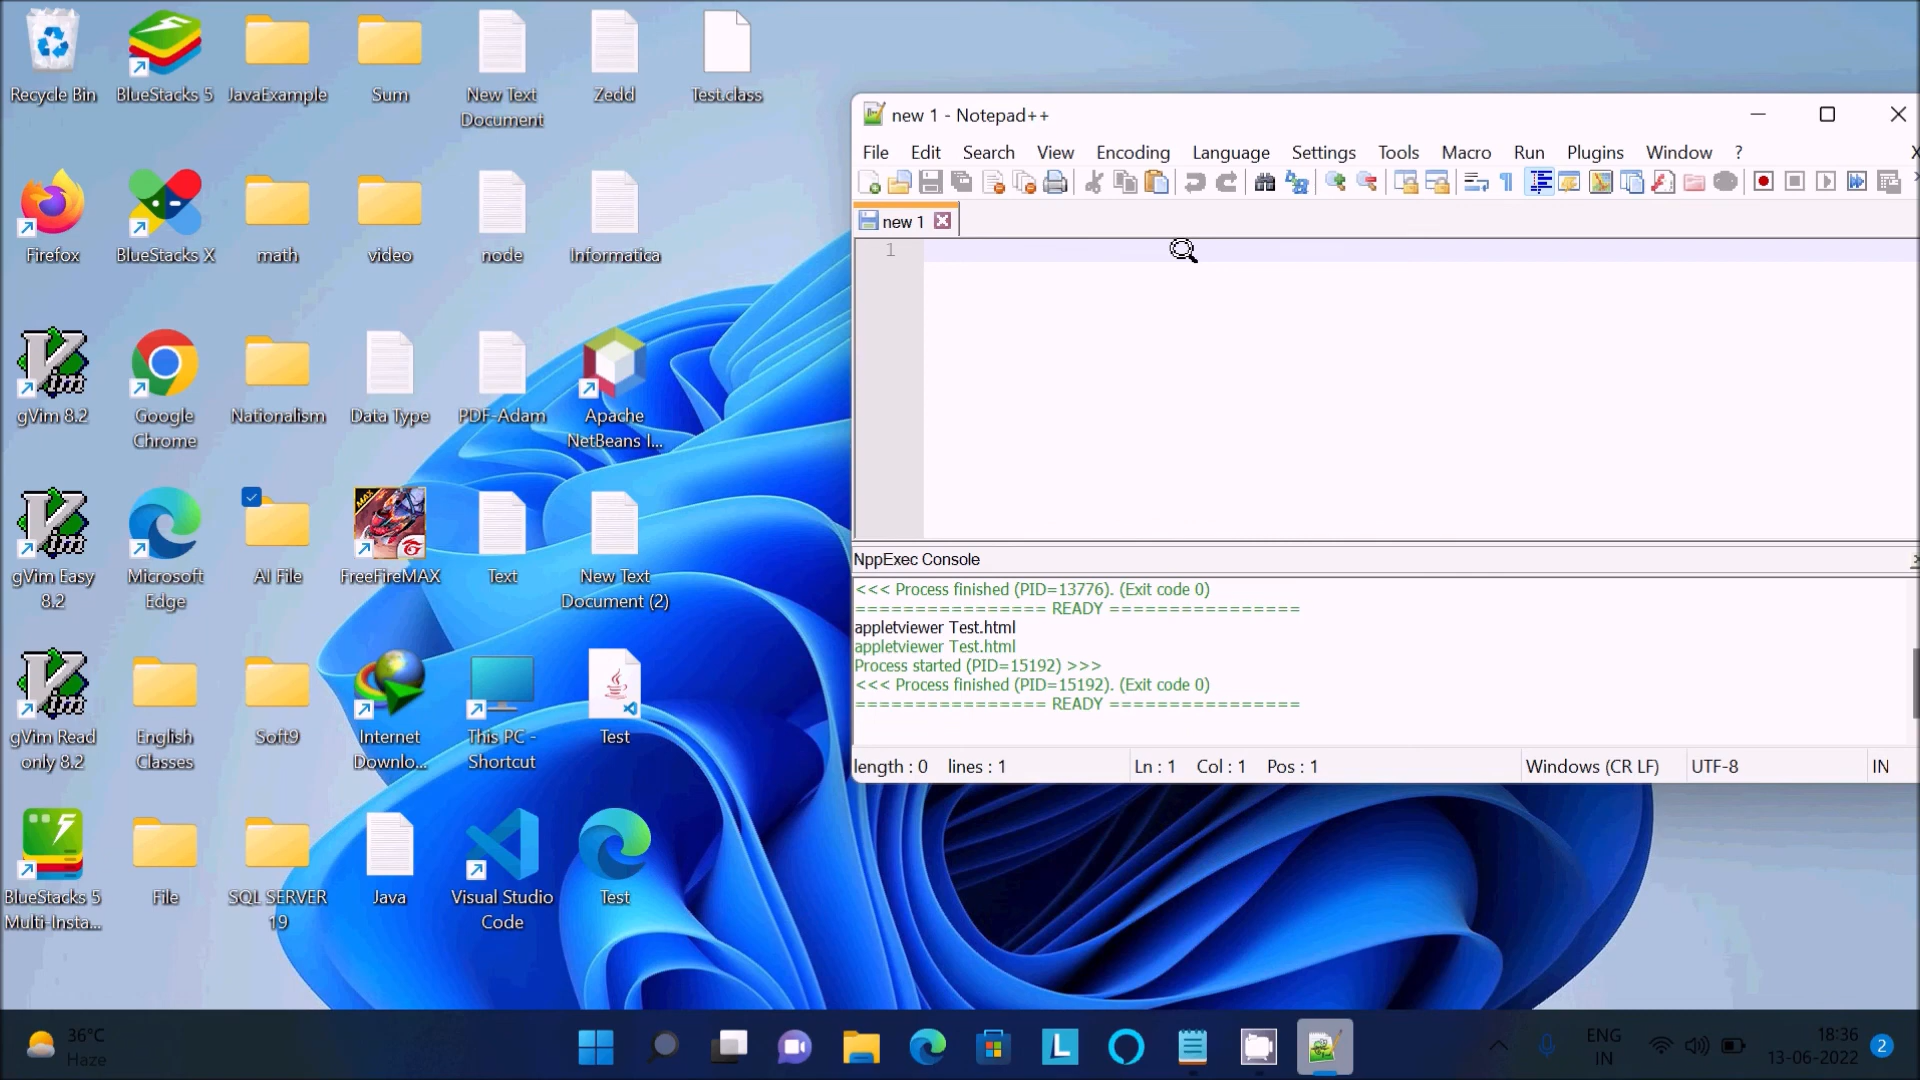 Recycle Bin
BlueStacks 5
JavaExample
Sum
New Text
Document
Zedd
Test.class
Firefox
BlueStacks X
math
video
node
Informatica
gVim 8.2
Google
Chrome
Nationalism
Data Type
PDF-Adam
Apache
NetBeans I...
gVim Easy
8.2
Microsoft
Edge
AI File
MAX
FreeFireMAX
Text
New Text
Document (2)
gVim Read
only 8.2
English
Classes
Soft9
Internet
Downlo...
This PC -
Shortcut
Test
BlueStacks 5
Multi-Insta...
File
SQL SERVER
19
Java
Visual Studio
Code
Test
new 1 - Notepad++
File Edit Search View Encoding Language Settings Tools Macro Run Plugins Window ? X
new 1
1
NppExec Console
<<< Process finished (PID=13776). (Exit code 0)
================ READY ================
appletviewer Test.html
appletviewer Test.html
Process started (PID=15192) >>>
<<< Process finished (PID=15192). (Exit code 0)
================ READY ================
length : 0 lines : 1 Ln : 1 Col : 1 Pos : 1 Windows (CR LF) UTF-8 IN
36°C
Haze
L
ENG
IN
18:36
13-06-2022
2